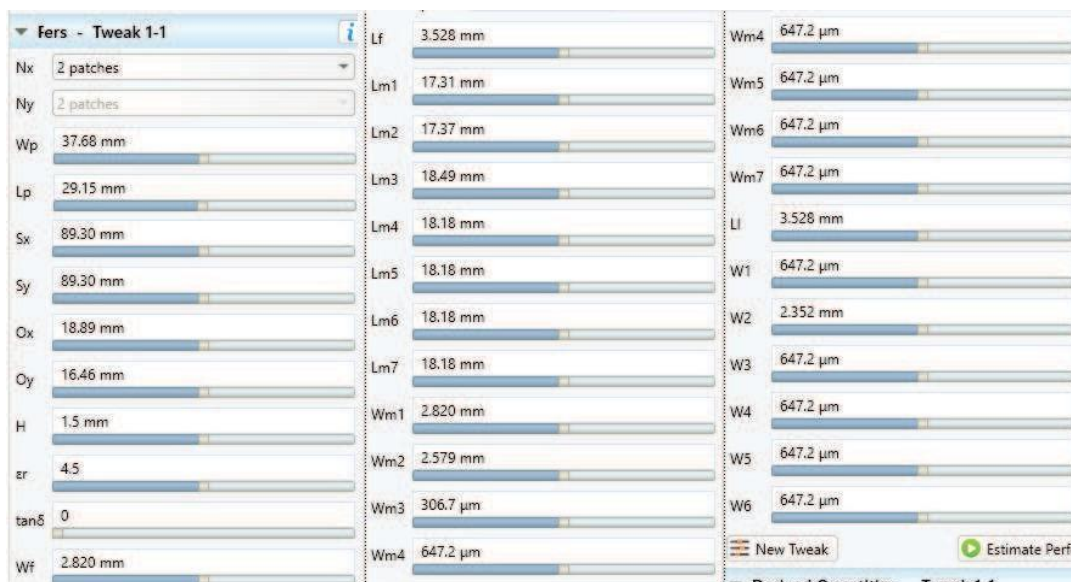 Fers - Tweak 1-1
i
Nx 2 patches
Ny 2 patches
Wp 37.68 mm
Lp 29.15 mm
Sx 89.30 mm
Sy 89.30 mm
Ox 18.89 mm
Oy 16.46 mm
H 1.5 mm
εr 4.5
tanδ 0
Wf 2.820 mm
Lf 3.528 mm
Lm1 17.31 mm
Lm2 17.37 mm
Lm3 18.49 mm
Lm4 18.18 mm
Lm5 18.18 mm
Lm6 18.18 mm
Lm7 18.18 mm
Wm1 2.820 mm
Wm2 2.579 mm
Wm3 306.7 µm
Wm4 647.2 µm
Wm4 647.2 µm
Wm5 647.2 µm
Wm6 647.2 µm
Wm7 647.2 µm
Ll 3.528 mm
W1 647.2 µm
W2 2.352 mm
W3 647.2 µm
W4 647.2 µm
W5 647.2 µm
W6 647.2 µm
New Tweak
Estimate Perf